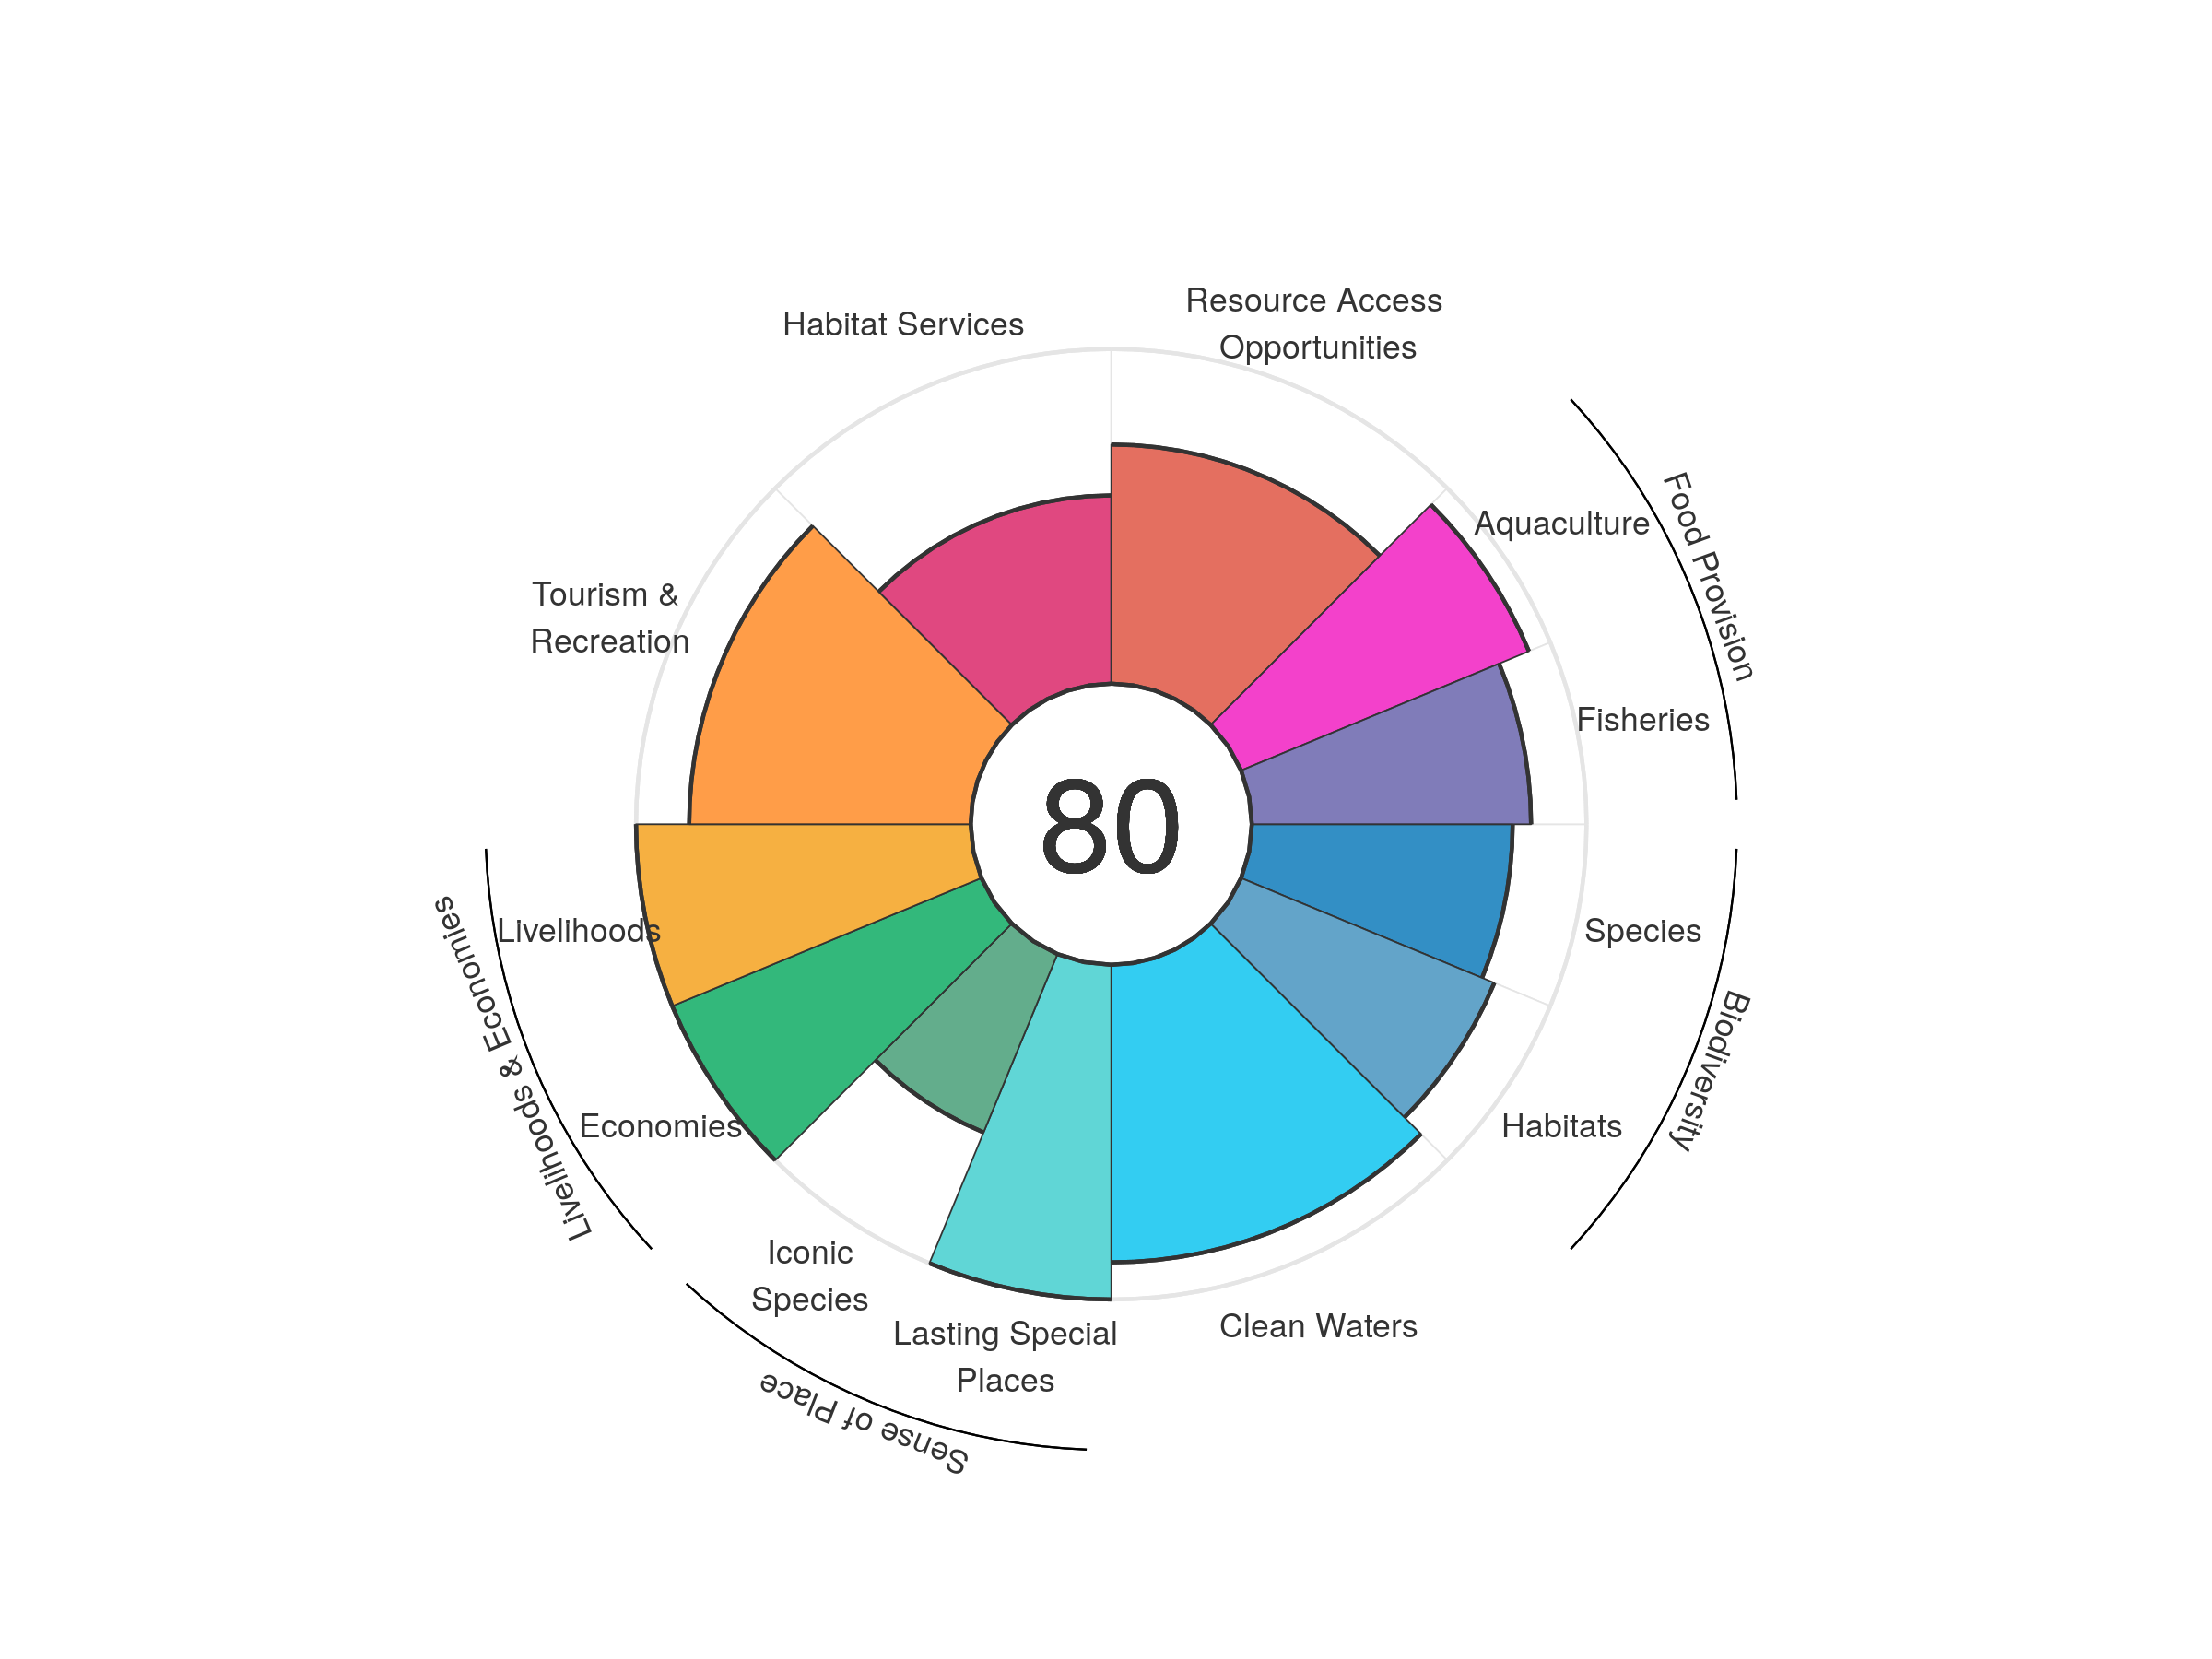 Resource Access
Opportunities
Habitat Services
Aquaculture
Food Provision
Tourism &
Recreation
Fisheries
80
Livelihoods
Species
Livelihoods & Economies
Biodiversity
Economies
Habitats
Iconic
Species
Lasting Special
Places
Clean Waters
Sense of Place